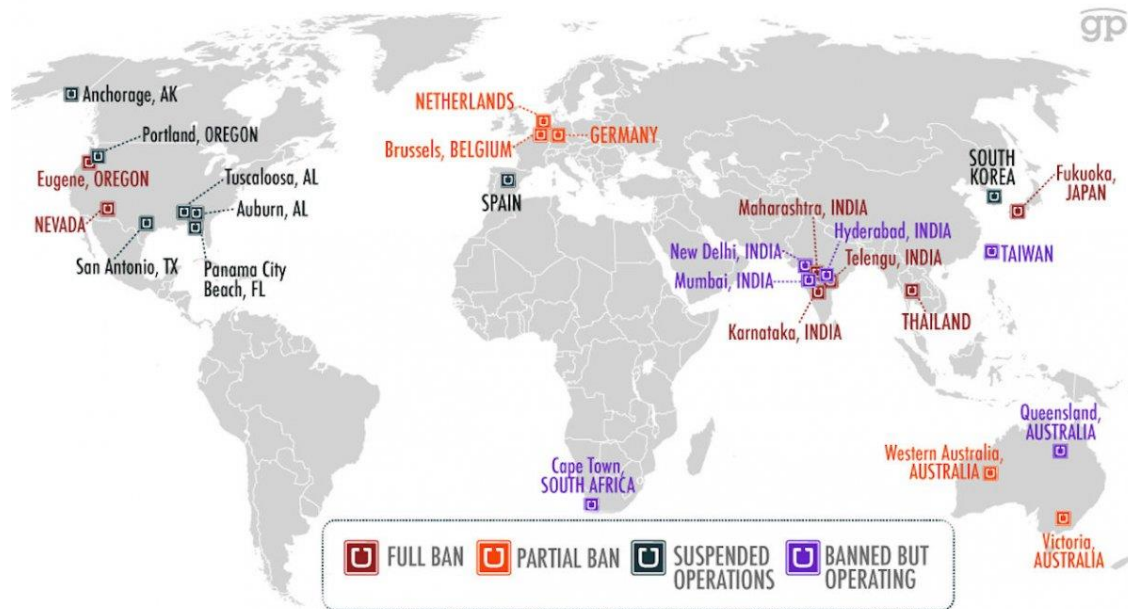 gp
Anchorage, AK
Portland, OREGON
Eugene, OREGON
Tuscaloosa, AL
NEVADA
Auburn, AL
San Antonio, TX
Panama City
Beach, FL
NETHERLANDS
Brussels, BELGIUM
GERMANY
SPAIN
SOUTH
KOREA
Fukuoka,
JAPAN
Maharashtra, INDIA
Hyderabad, INDIA
New Delhi, INDIA
Telengu, INDIA
TAIWAN
Mumbai, INDIA
Karnataka, INDIA
THAILAND
Cape Town,
SOUTH AFRICA
Queensland,
AUSTRALIA
Western Australia,
AUSTRALIA
Victoria,
AUSTRALIA
FULL BAN
PARTIAL BAN
SUSPENDED
OPERATIONS
BANNED BUT
OPERATING